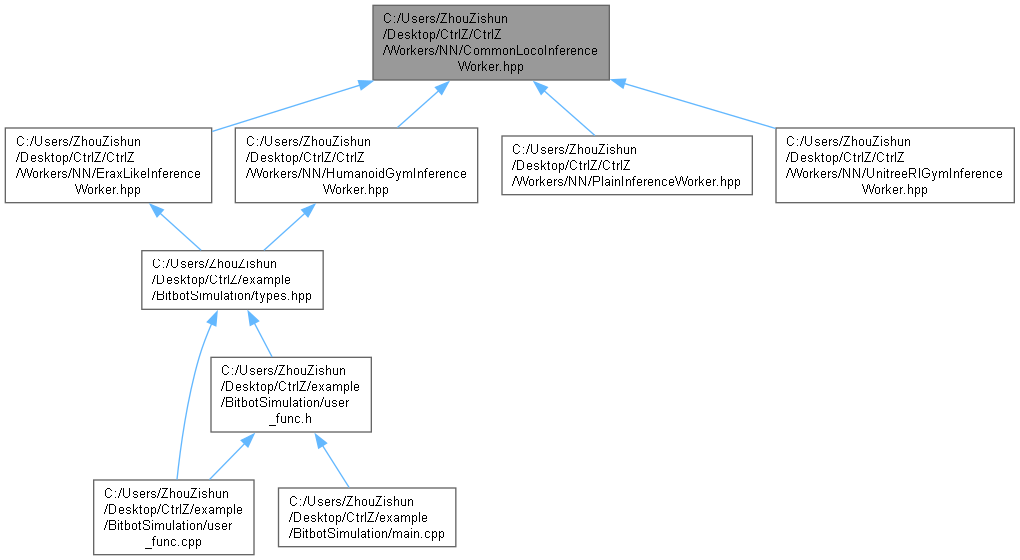 C:/Users/ZhouZishun
/Desktop/CtrlZ/CtrlZ
/Workers/NN/CommonLocoInference
Worker.hpp
C:/Users/ZhouZishun
/Desktop/CtrlZ/CtrlZ
/Workers/NN/EraxLikeInference
Worker.hpp
C:/Users/ZhouZishun
/Desktop/CtrlZ/CtrlZ
/Workers/NN/HumanoidGymInference
Worker.hpp
C:/Users/ZhouZishun
/Desktop/CtrlZ/CtrlZ
/Workers/NN/PlainInferenceWorker.hpp
C:/Users/ZhouZishun
/Desktop/CtrlZ/CtrlZ
/Workers/NN/UnitreeRlGymInference
Worker.hpp
C:/Users/ZhouZishun
/Desktop/CtrlZ/example
/BitbotSimulation/types.hpp
C:/Users/ZhouZishun
/Desktop/CtrlZ/example
/BitbotSimulation/user
_func.h
C:/Users/ZhouZishun
/Desktop/CtrlZ/example
/BitbotSimulation/user
_func.cpp
C:/Users/ZhouZishun
/Desktop/CtrlZ/example
/BitbotSimulation/main.cpp